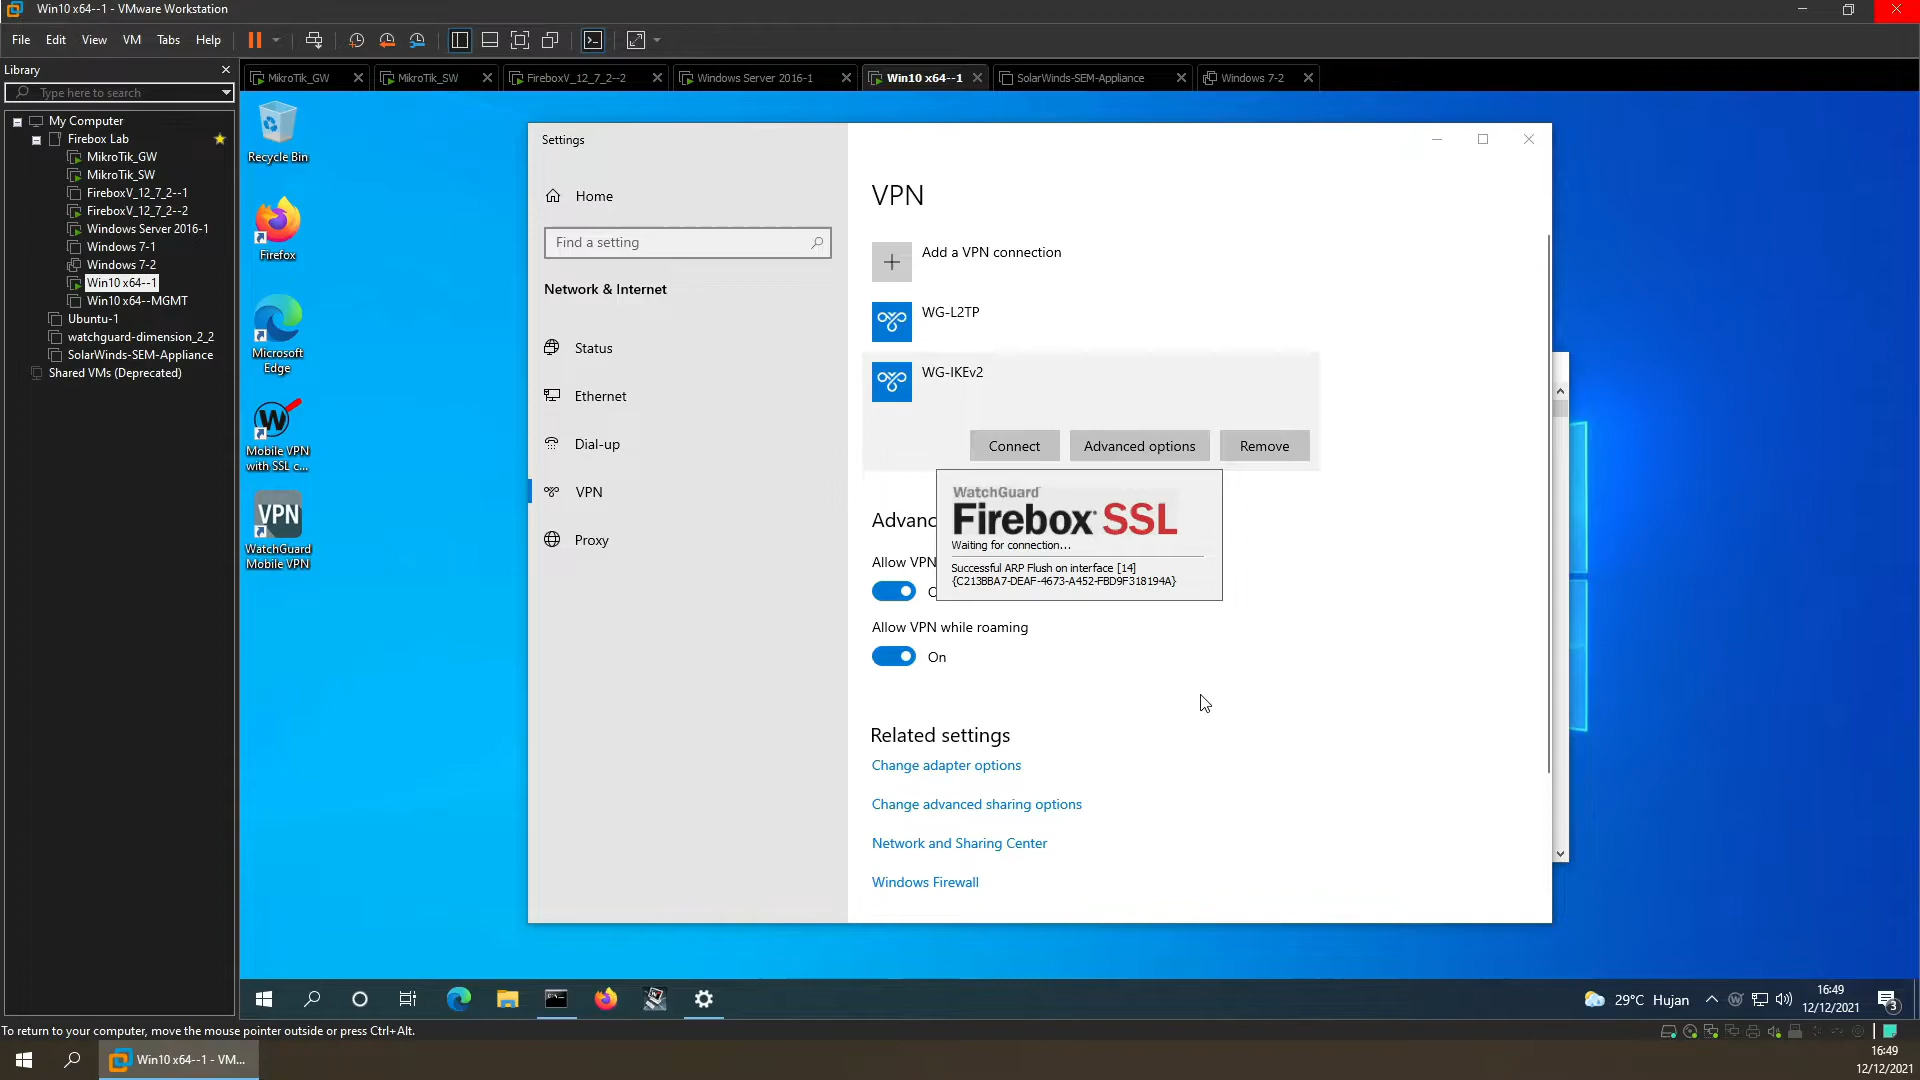 Win10 x64--1 - VMware Workstation
File Edit View VM Tabs Help
Library
Type here to search
My Computer
Firebox Lab
MikroTik_GW
MikroTik_SW
FireboxV_12_7_2--1
FireboxV_12_7_2--2
Windows Server 2016-1
Windows 7-1
Windows 7-2
Win10 x64--1
Win10 x64--MGMT
Ubuntu-1
watchguard-dimension_2_2
SolarWinds-SEM-Appliance
Shared VMs (Deprecated)
MikroTik_GW MikroTik_SW FireboxV_12_7_2--2 Windows Server 2016-1 Win10 x64--1 SolarWinds-SEM-Appliance Windows 7-2
Recycle Bin
Firefox
Microsoft
Edge
Mobile VPN
with SSL c...
VPN
WatchGuard
Mobile VPN
Settings
Home
Find a setting
Network & Internet
Status
Ethernet
Dial-up
VPN
Proxy
VPN
Add a VPN connection
WG-L2TP
WG-IKEv2
Connect Advanced options Remove
Advanc
Allow VPN
WatchGuard
Firebox SSL
Waiting for connection...
Successful ARP Flush on interface [14]
{C213BBA7-DEAF-4673-A452-FBD9F318194A}
Allow VPN while roaming
On
Related settings
Change adapter options
Change advanced sharing options
Network and Sharing Center
Windows Firewall
29°C Hujan
16:49
12/12/2021
3
To return to your computer, move the mouse pointer outside or press Ctrl+Alt.
Win10 x64--1 - VM...
16:49
12/12/2021